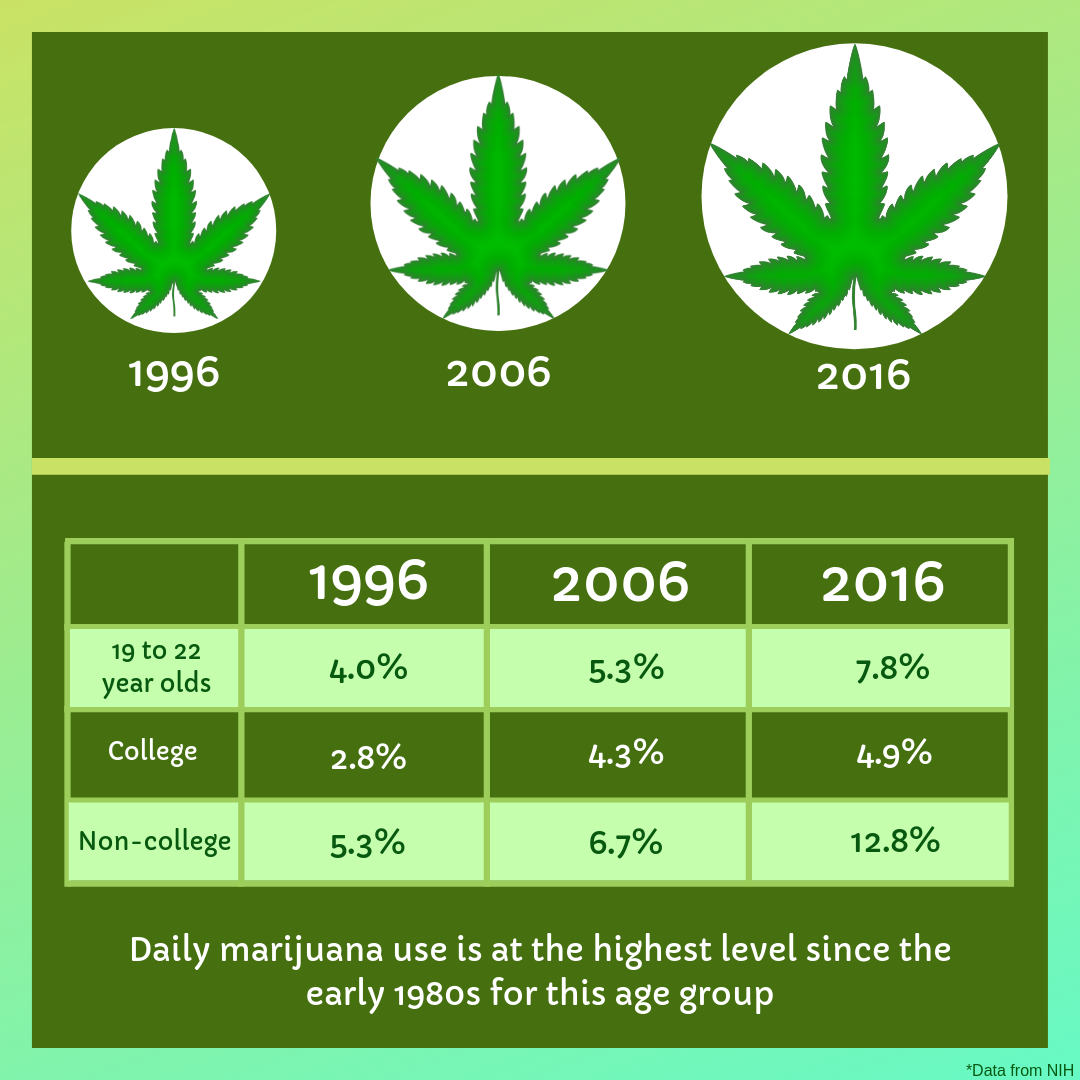 1996
2006
2016
1996 2006 2016
19 to 22
year olds
4.0% 5.3% 7.8%
College 2.8% 4.3% 4.9%
Non-college 5.3% 6.7% 12.8%
Daily marijuana use is at the highest level since the
early 1980s for this age group
*Data from NIH